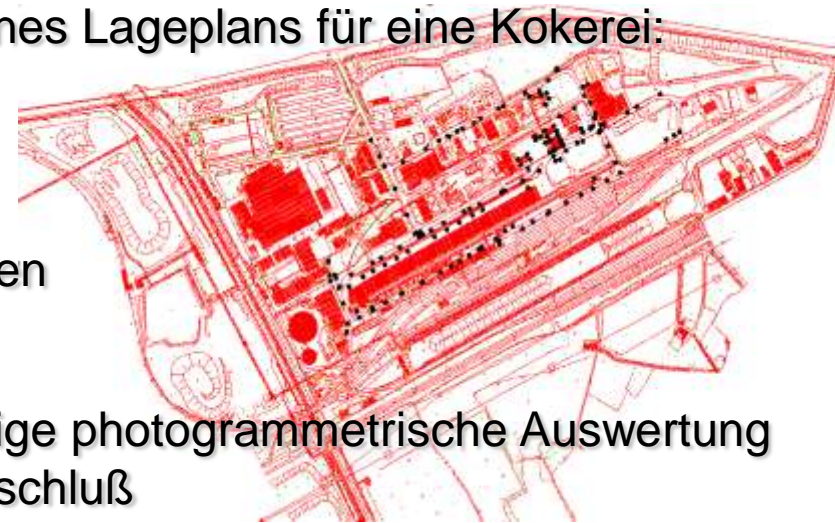 nes Lageplans für eine Kokerei:
en
ige photogrammetrische Auswertung
schluß